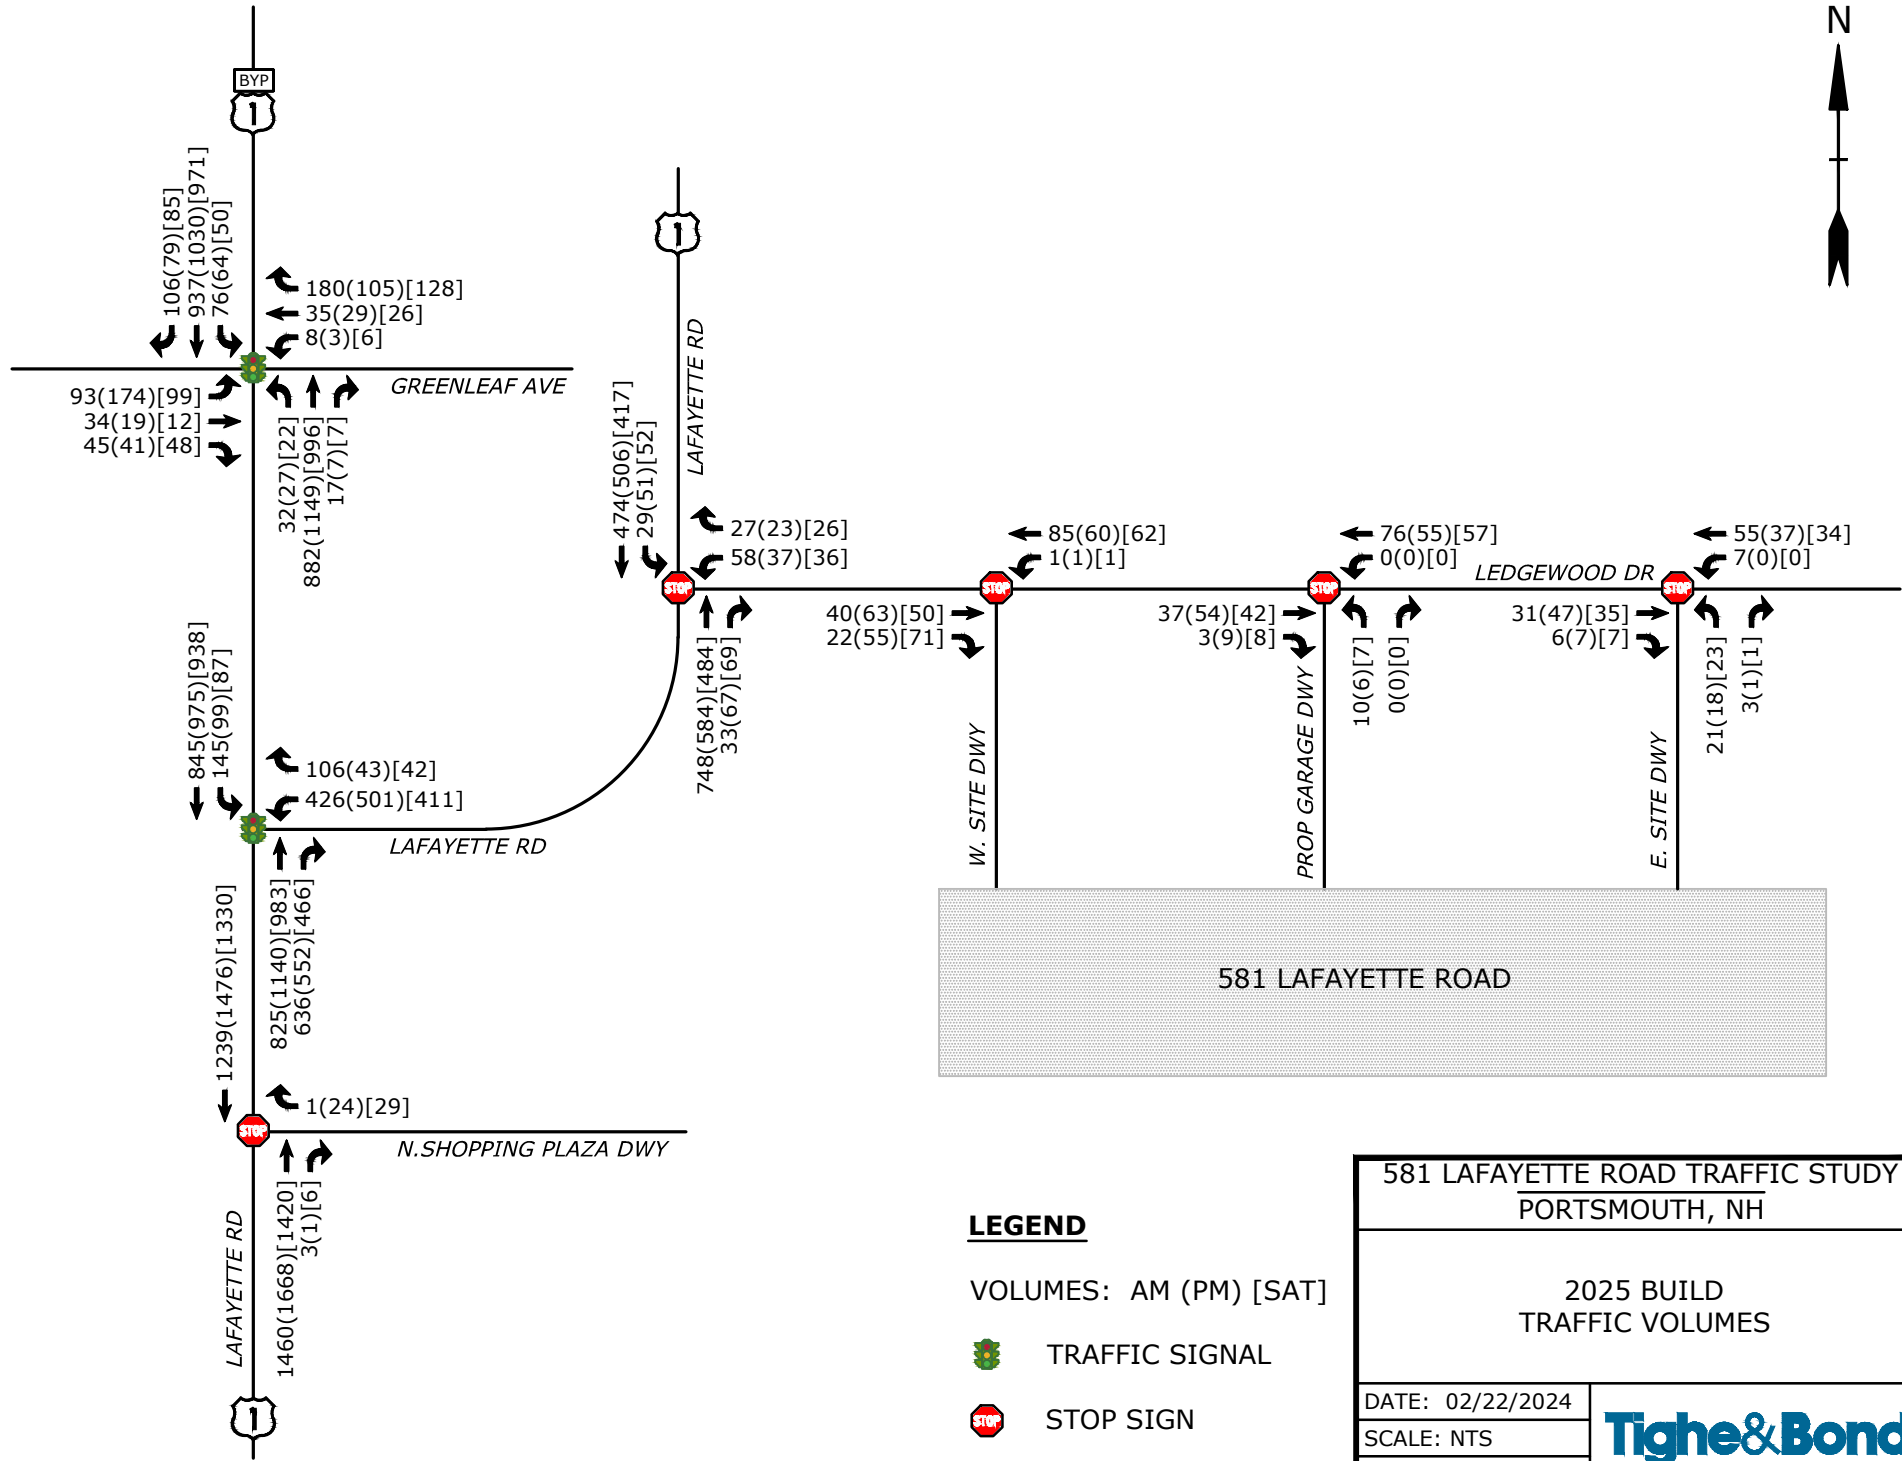 N
BYP
1
106(79)[85]
937(1030)[971]
76(64)[50]
180(105)[128]
35(29)[26]
8(3)[6]
GREENLEAF AVE
93(174)[99]
34(19)[12]
45(41)[48]
32(27)[22]
882(1149)[996]
17(7)[7]
1
LAFAYETTE RD
474(506)[417]
29(51)[52]
27(23)[26]
58(37)[36]
STOP
748(584)[484]
33(67)[69]
85(60)[62]
1(1)[1]
STOP
40(63)[50]
22(55)[71]
W. SITE DWY
76(55)[57]
0(0)[0]
STOP
37(54)[42]
3(9)[8]
10(6)[7]
0(0)[0]
PROP GARAGE DWY
LEDGEWOOD DR
55(37)[34]
7(0)[0]
STOP
31(47)[35]
6(7)[7]
21(18)[23]
3(1)[1]
E. SITE DWY
581 LAFAYETTE ROAD
845(975)[938]
145(99)[87]
106(43)[42]
426(501)[411]
LAFAYETTE RD
825(1140)[983]
636(552)[466]
1239(1476)[1330]
1(24)[29]
STOP
N.SHOPPING PLAZA DWY
1460(1668)[1420]
3(1)[6]
LAFAYETTE RD
1
LEGEND
VOLUMES: AM (PM) [SAT]
TRAFFIC SIGNAL
STOP
STOP SIGN
581 LAFAYETTE ROAD TRAFFIC STUDY
PORTSMOUTH, NH
2025 BUILD
TRAFFIC VOLUMES
DATE: 02/22/2024
SCALE: NTS
Tighe&Bond